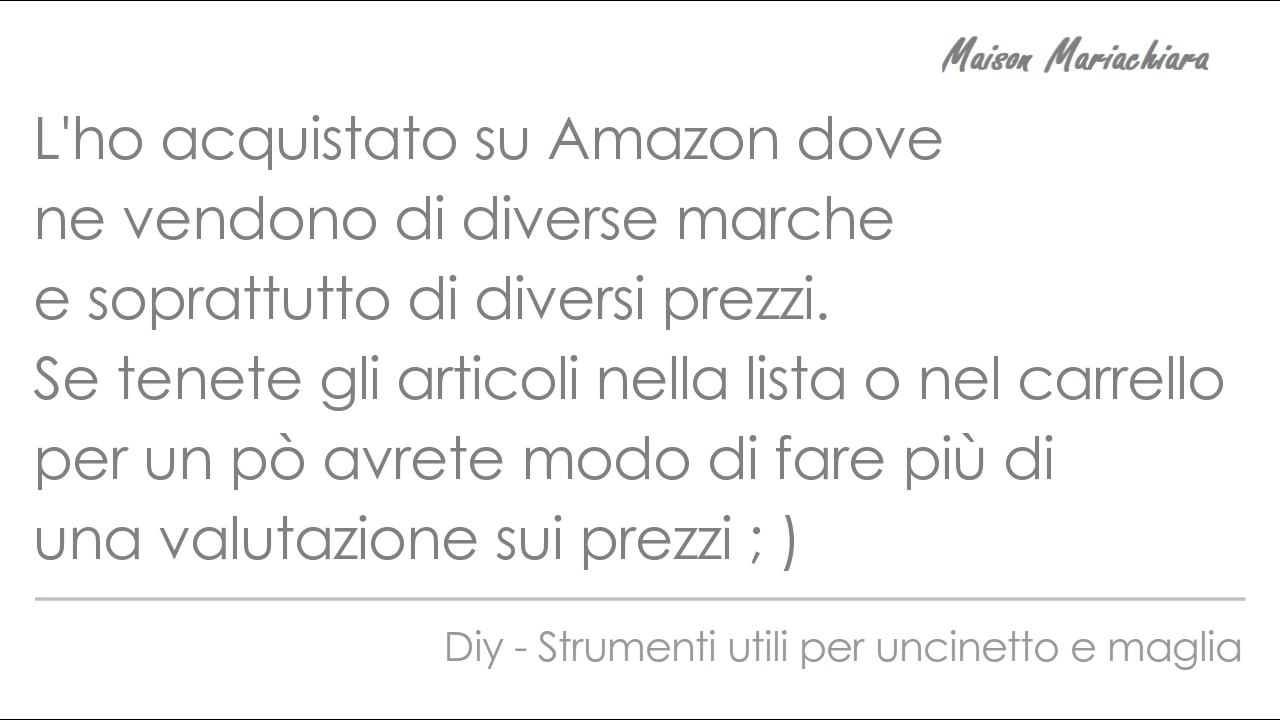 Maison Mariachiara
L'ho acquistato su Amazon dove
ne vendono di diverse marche
e soprattutto di diversi prezzi.
Se tenete gli articoli nella lista o nel carrello
per un pò avrete modo di fare più di
una valutazione sui prezzi ; )
Diy - Strumenti utili per uncinetto e maglia